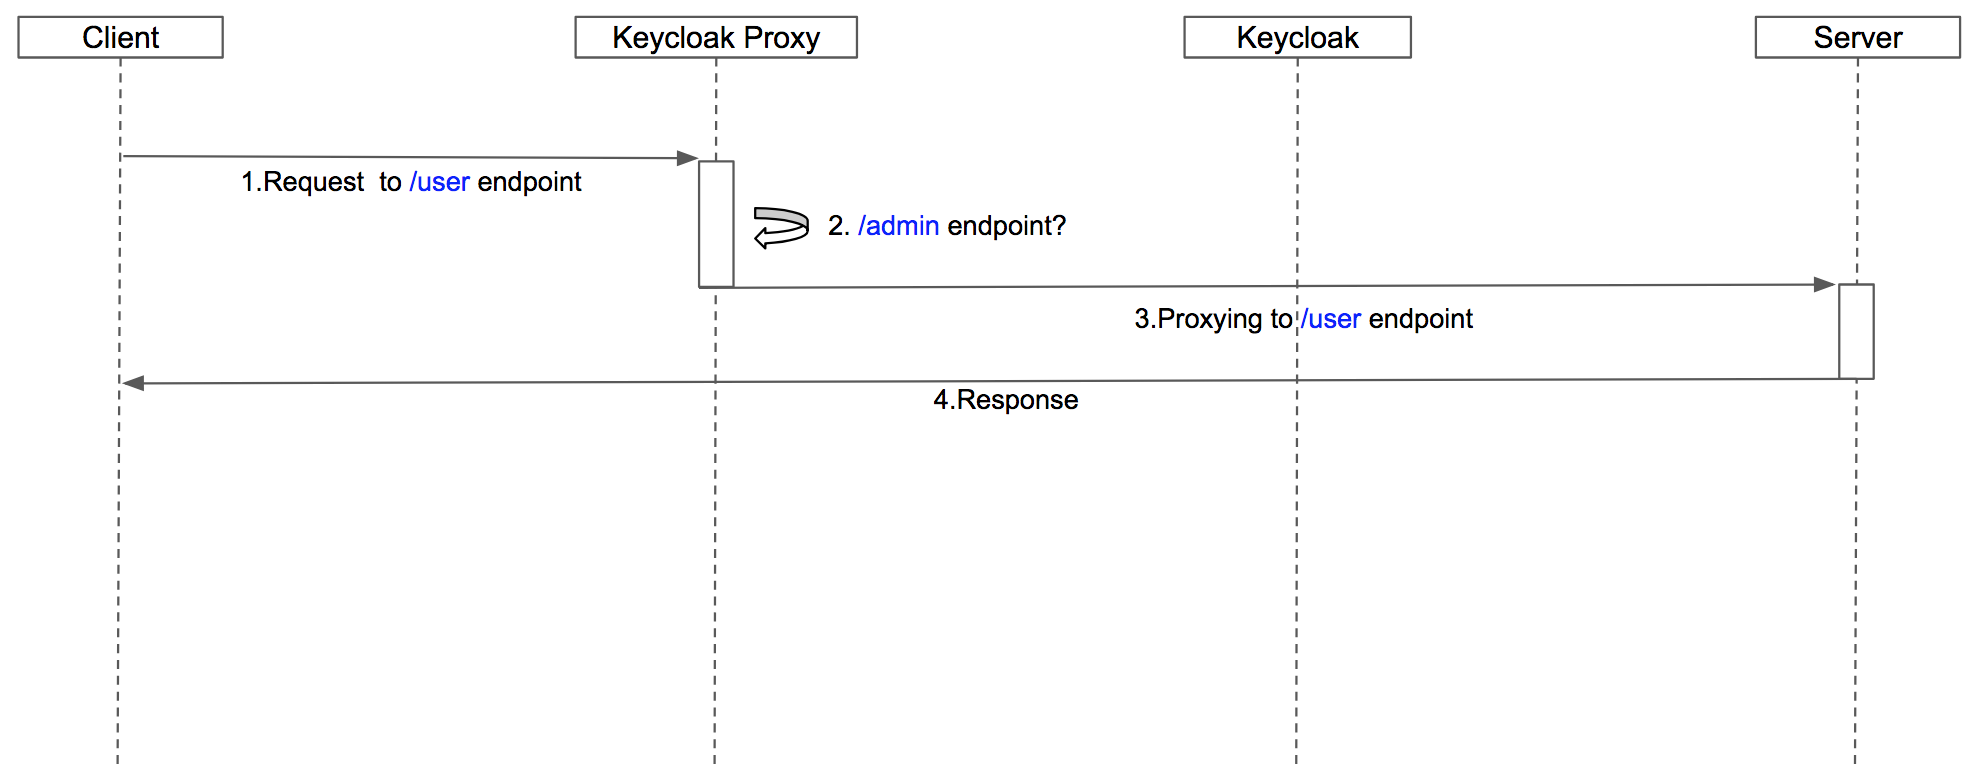 Client
Keycloak Proxy
Keycloak
Server
1.Request  to /user endpoint
2. /admin endpoint?
3.Proxying to /user endpoint
4.Response